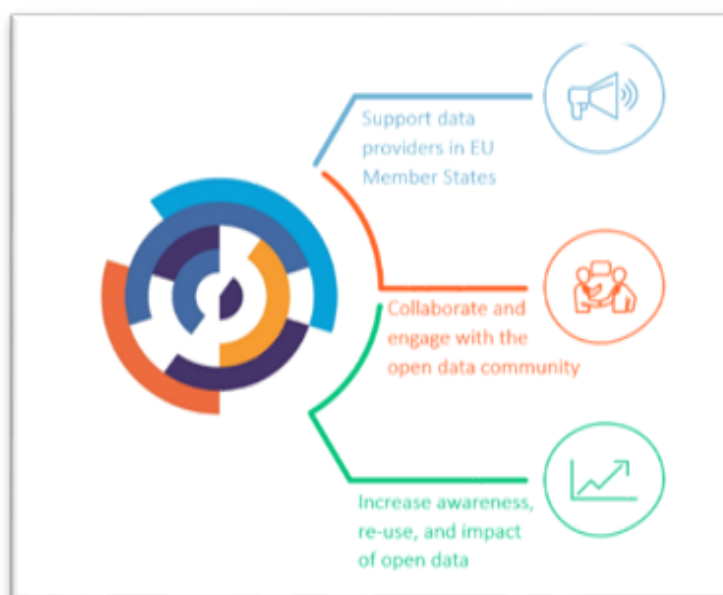 Support data
providers in EU
Member States
Collaborate and
engage with the
open data community
Increase awareness,
re-use, and impact
of open data